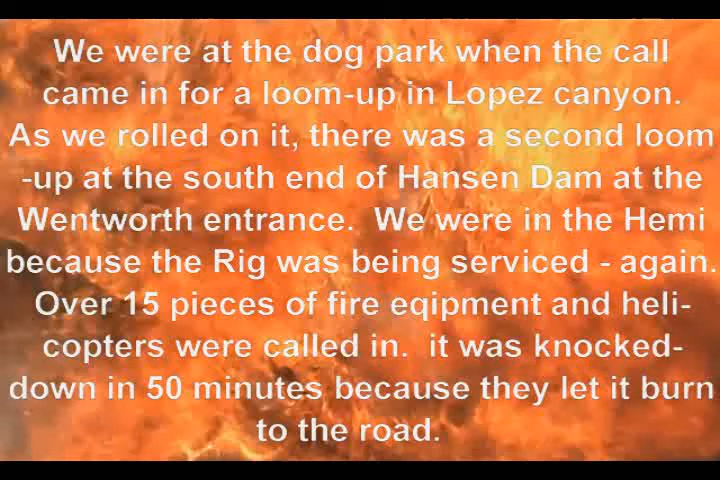 We were at the dog park when the call
came in for a loom-up in Lopez canyon.
As we rolled on it, there was a second loom
-up at the south end of Hansen Dam at the
Wentworth entrance.  We were in the Hemi
because the Rig was being serviced - again.
Over 15 pieces of fire eqipment and heli-
copters were called in.  it was knocked-
down in 50 minutes because they let it burn
to the road.